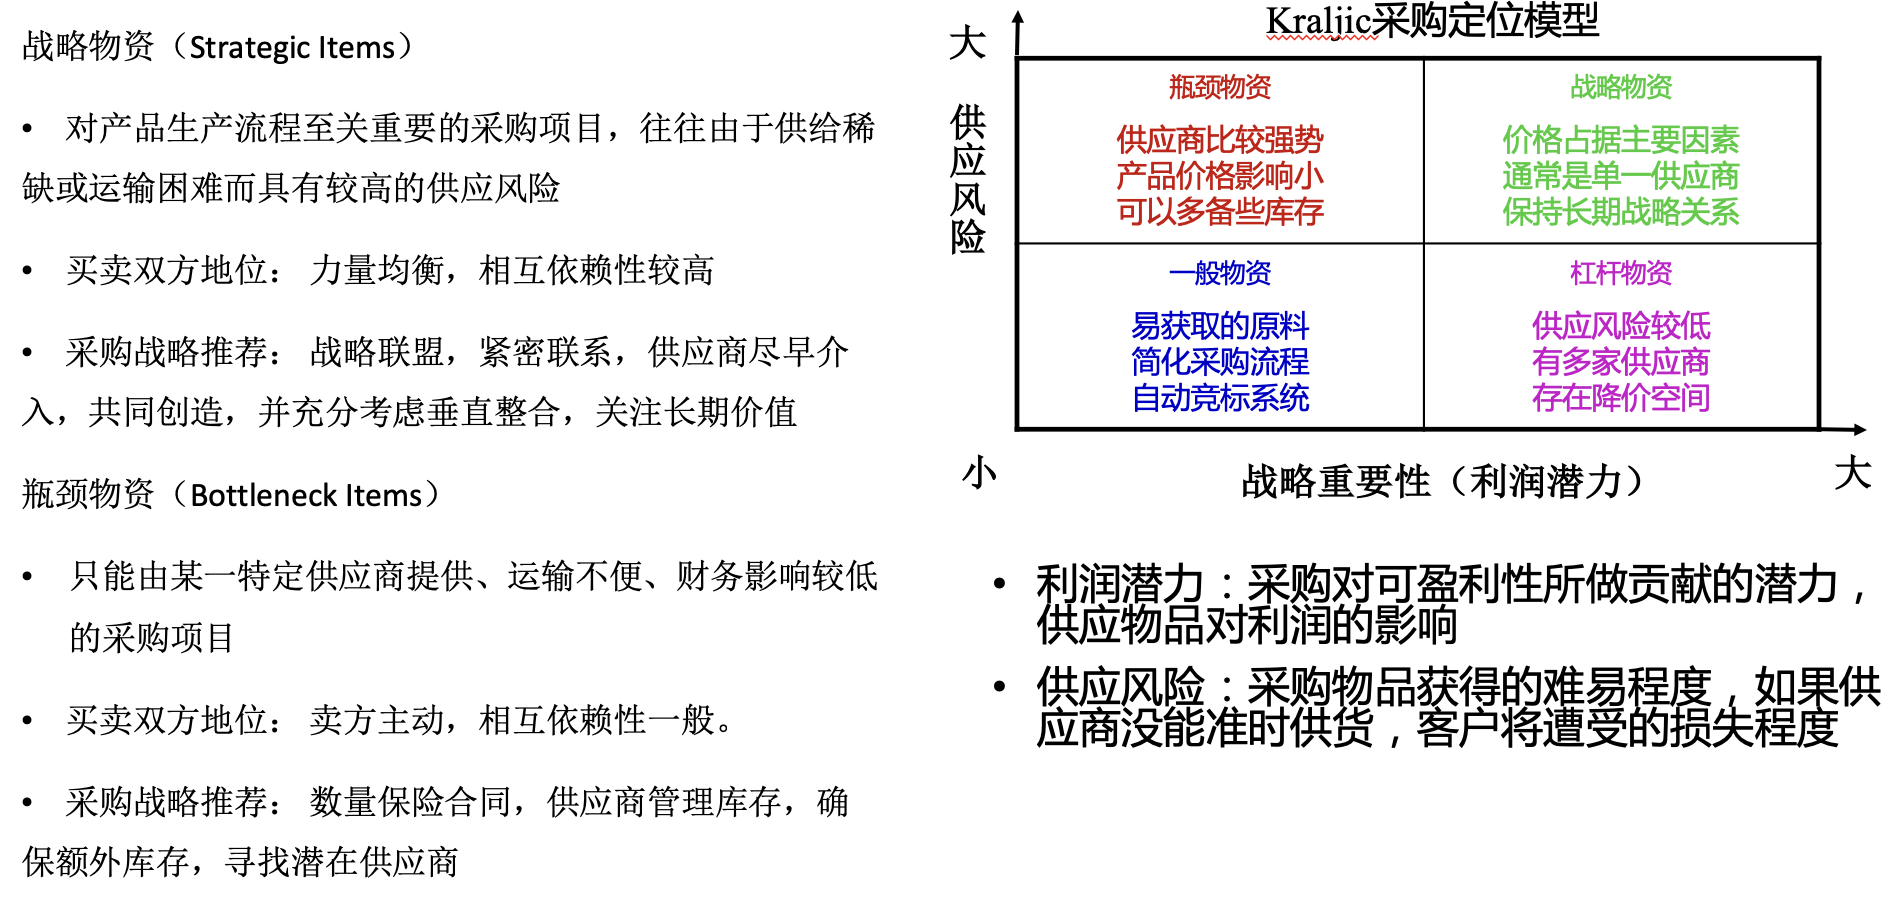 战略物资（Strategic Items）
• 对产品生产流程至关重要的采购项目，往往由于供给稀
缺或运输困难而具有较高的供应风险
• 买卖双方地位： 力量均衡，相互依赖性较高
• 采购战略推荐： 战略联盟，紧密联系，供应商尽早介
入，共同创造，并充分考虑垂直整合，关注长期价值
瓶颈物资（Bottleneck Items）
• 只能由某一特定供应商提供、运输不便、财务影响较低
的采购项目
• 买卖双方地位： 卖方主动，相互依赖性一般。
• 采购战略推荐： 数量保险合同，供应商管理库存，确
保额外库存，寻找潜在供应商
Kraljic采购定位模型
大
供应风险
瓶颈物资
供应商比较强势
产品价格影响小
可以多备些库存
战略物资
价格占据主要因素
通常是单一供应商
保持长期战略关系
一般物资
易获取的原料
简化采购流程
自动竞标系统
杠杆物资
供应风险较低
有多家供应商
存在降价空间
小
战略重要性（利润潜力）
大
• 利润潜力：采购对可盈利性所做贡献的潜力，
供应物品对利润的影响
• 供应风险：采购物品获得的难易程度，如果供
应商没能准时供货，客户将遭受的损失程度